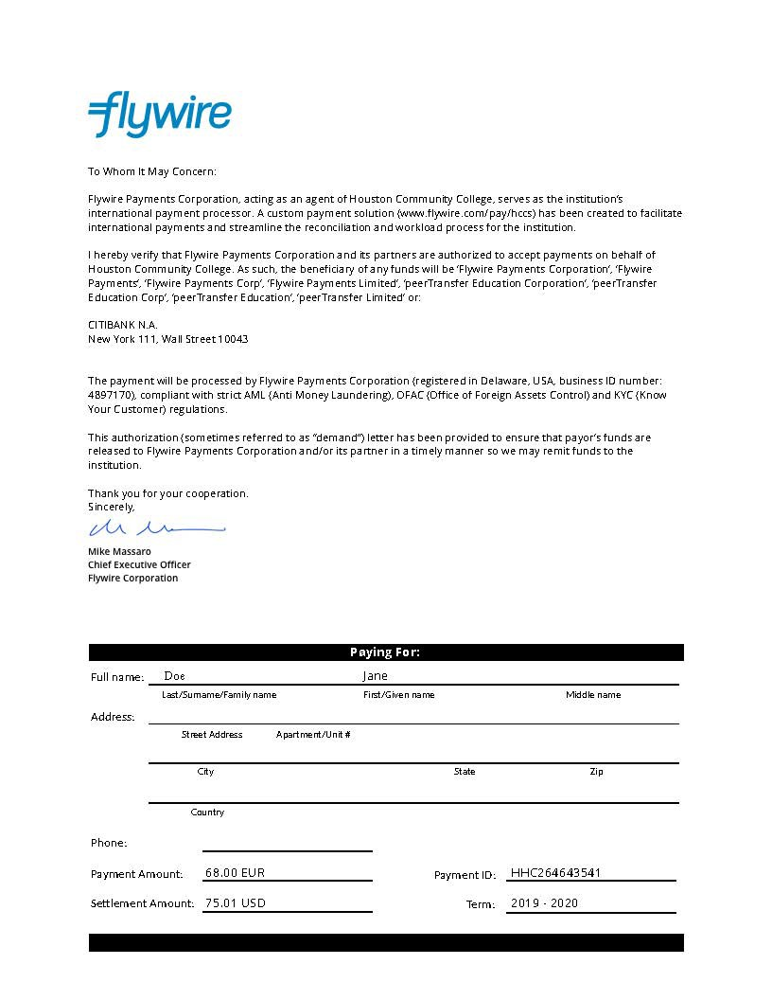 flywire
To Whom It May Concern:
Flywire Payments Corporation, acting as an agent of Houston Community College, serves as the institution's
international payment processor. A custom payment solution (www.flywire.com/pay/hccs) has been created to facilitate
international payments and streamline the reconciliation and workload process for the institution.
I hereby verify that Flywire Payments Corporation and its partners are authorized to accept payments on behalf of
Houston Community College. As such, the beneficiary of any funds will be ‘Flywire Payments Corporation’, ‘Flywire
Payments’, ‘Flywire Payments Corp’, ‘Flywire Payments Limited’, ‘peerTransfer Education Corporation’, ‘peerTransfer
Education Corp’, ‘peerTransfer Education’, ‘peerTransfer Limited’ or:
CITIBANK N.A.
New York 111, Wall Street 10043
The payment will be processed by Flywire Payments Corporation (registered in Delaware, USA, business ID number:
4897170), compliant with strict AML (Anti Money Laundering), OFAC (Office of Foreign Assets Control) and KYC (Know
Your Customer) regulations.
This authorization (sometimes referred to as “demand”) letter has been provided to ensure that payor’s funds are
released to Flywire Payments Corporation and/or its partner in a timely manner so we may remit funds to the
institution.
Thank you for your cooperation.
Sincerely,
Mike Massaro
Chief Executive Officer
Flywire Corporation
Paying For:
Full name: Doe Jane
Last/Surname/Family name First/Given name Middle name
Address:
Street Address Apartment/Unit #
City State Zip
Country
Phone:
Payment Amount: 68.00 EUR Payment ID: HHC264643541
Settlement Amount: 75.01 USD Term: 2019 - 2020